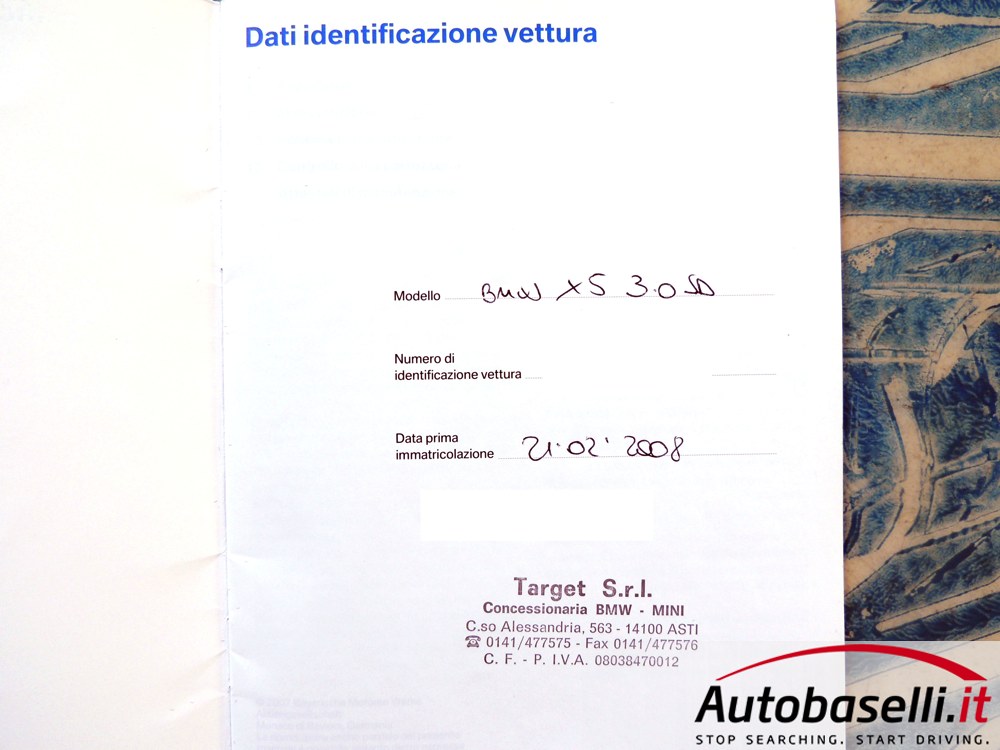 Dati identificazione vettura
Modello BMW X5 3.0 SD
Numero di
identificazione vettura
Data prima
immatricolazione 21.02.2008
Target S.r.l.
Concessionaria BMW - MINI
C.so Alessandria, 563 - 14100 ASTI
☎ 0141/477575 - Fax 0141/477576
C. F. - P. I.V.A. 08038470012
Autobaselli.it
STOP SEARCHING. START DRIVING.